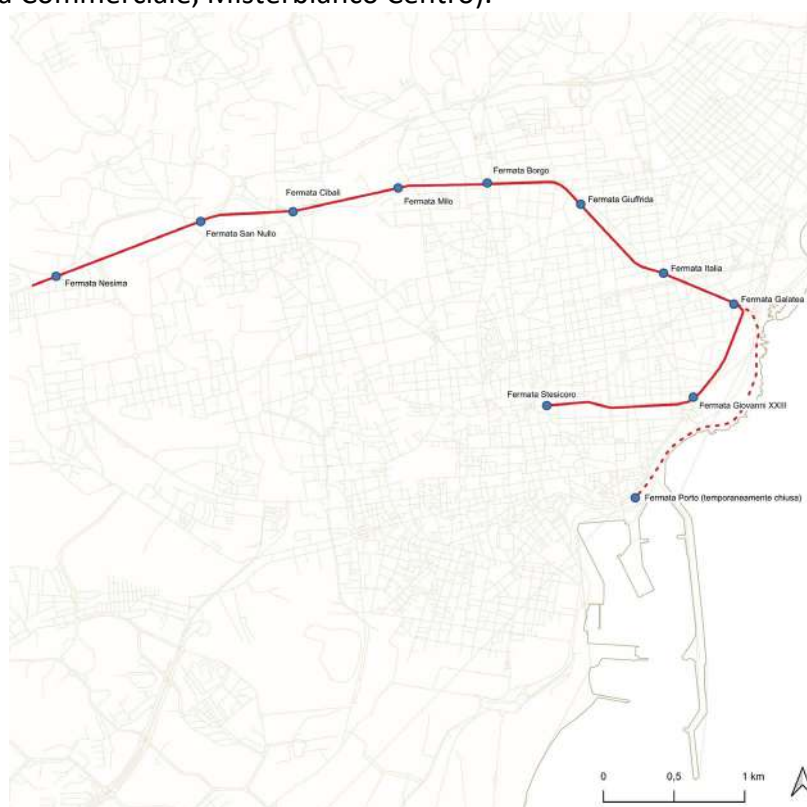 a Commerciale, Misterbianco Centro).
Fermata Borgo
Fermata Cibali
Fermata Milo
Fermata Giuffrida
Fermata San Nullo
Fermata Italia
Fermata Nesima
Fermata Galatea
Fermata Stesicoro
Fermata Giovanni XXIII
Fermata Porto (temporaneamente chiusa)
0 0,5 1 km